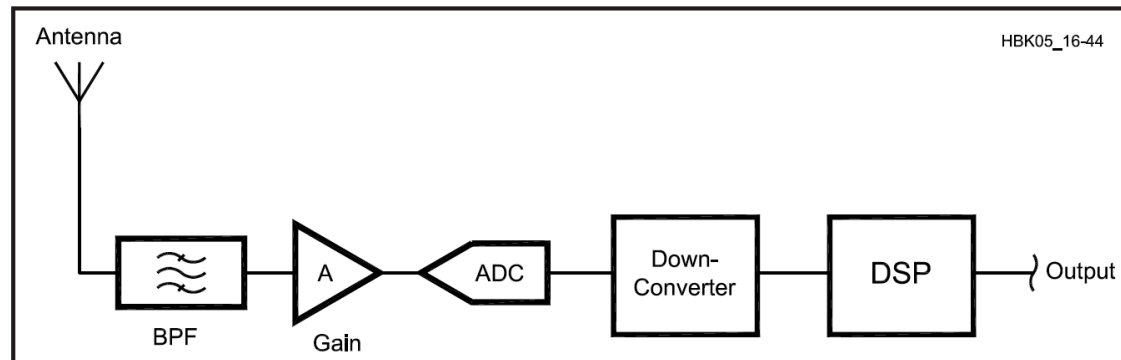 Antenna
HBK05_16-44
BPF
A
Gain
ADC
Down-
Converter
DSP
Output